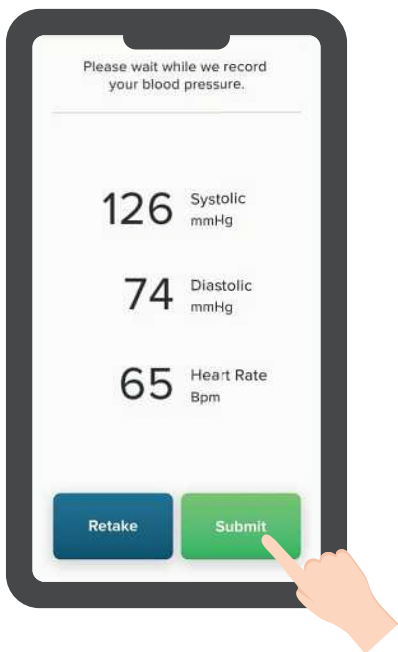 Please wait while we record
your blood pressure.
126 Systolic
mmHg
74 Diastolic
mmHg
65 Heart Rate
Bpm
Retake
Submit